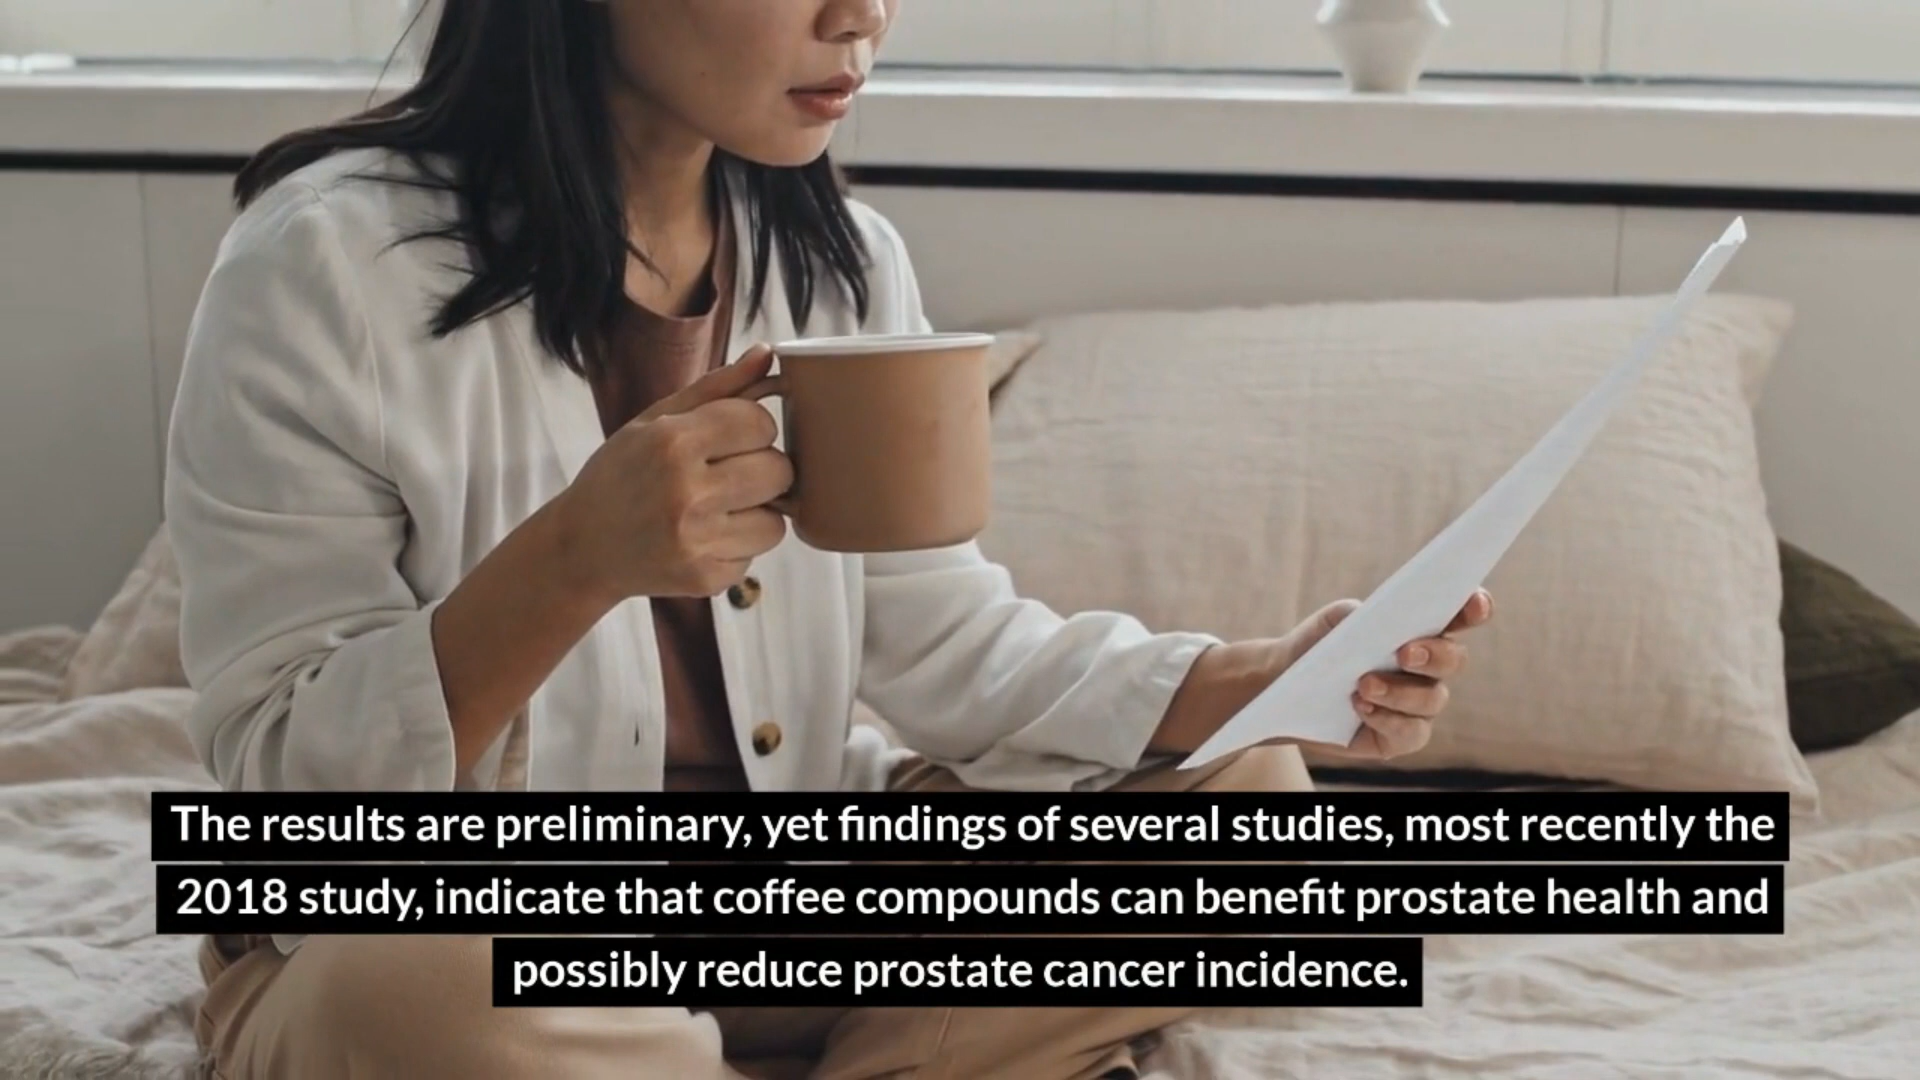 The results are preliminary, yet findings of several studies, most recently the
2018 study, indicate that coffee compounds can benefit prostate health and
possibly reduce prostate cancer incidence.